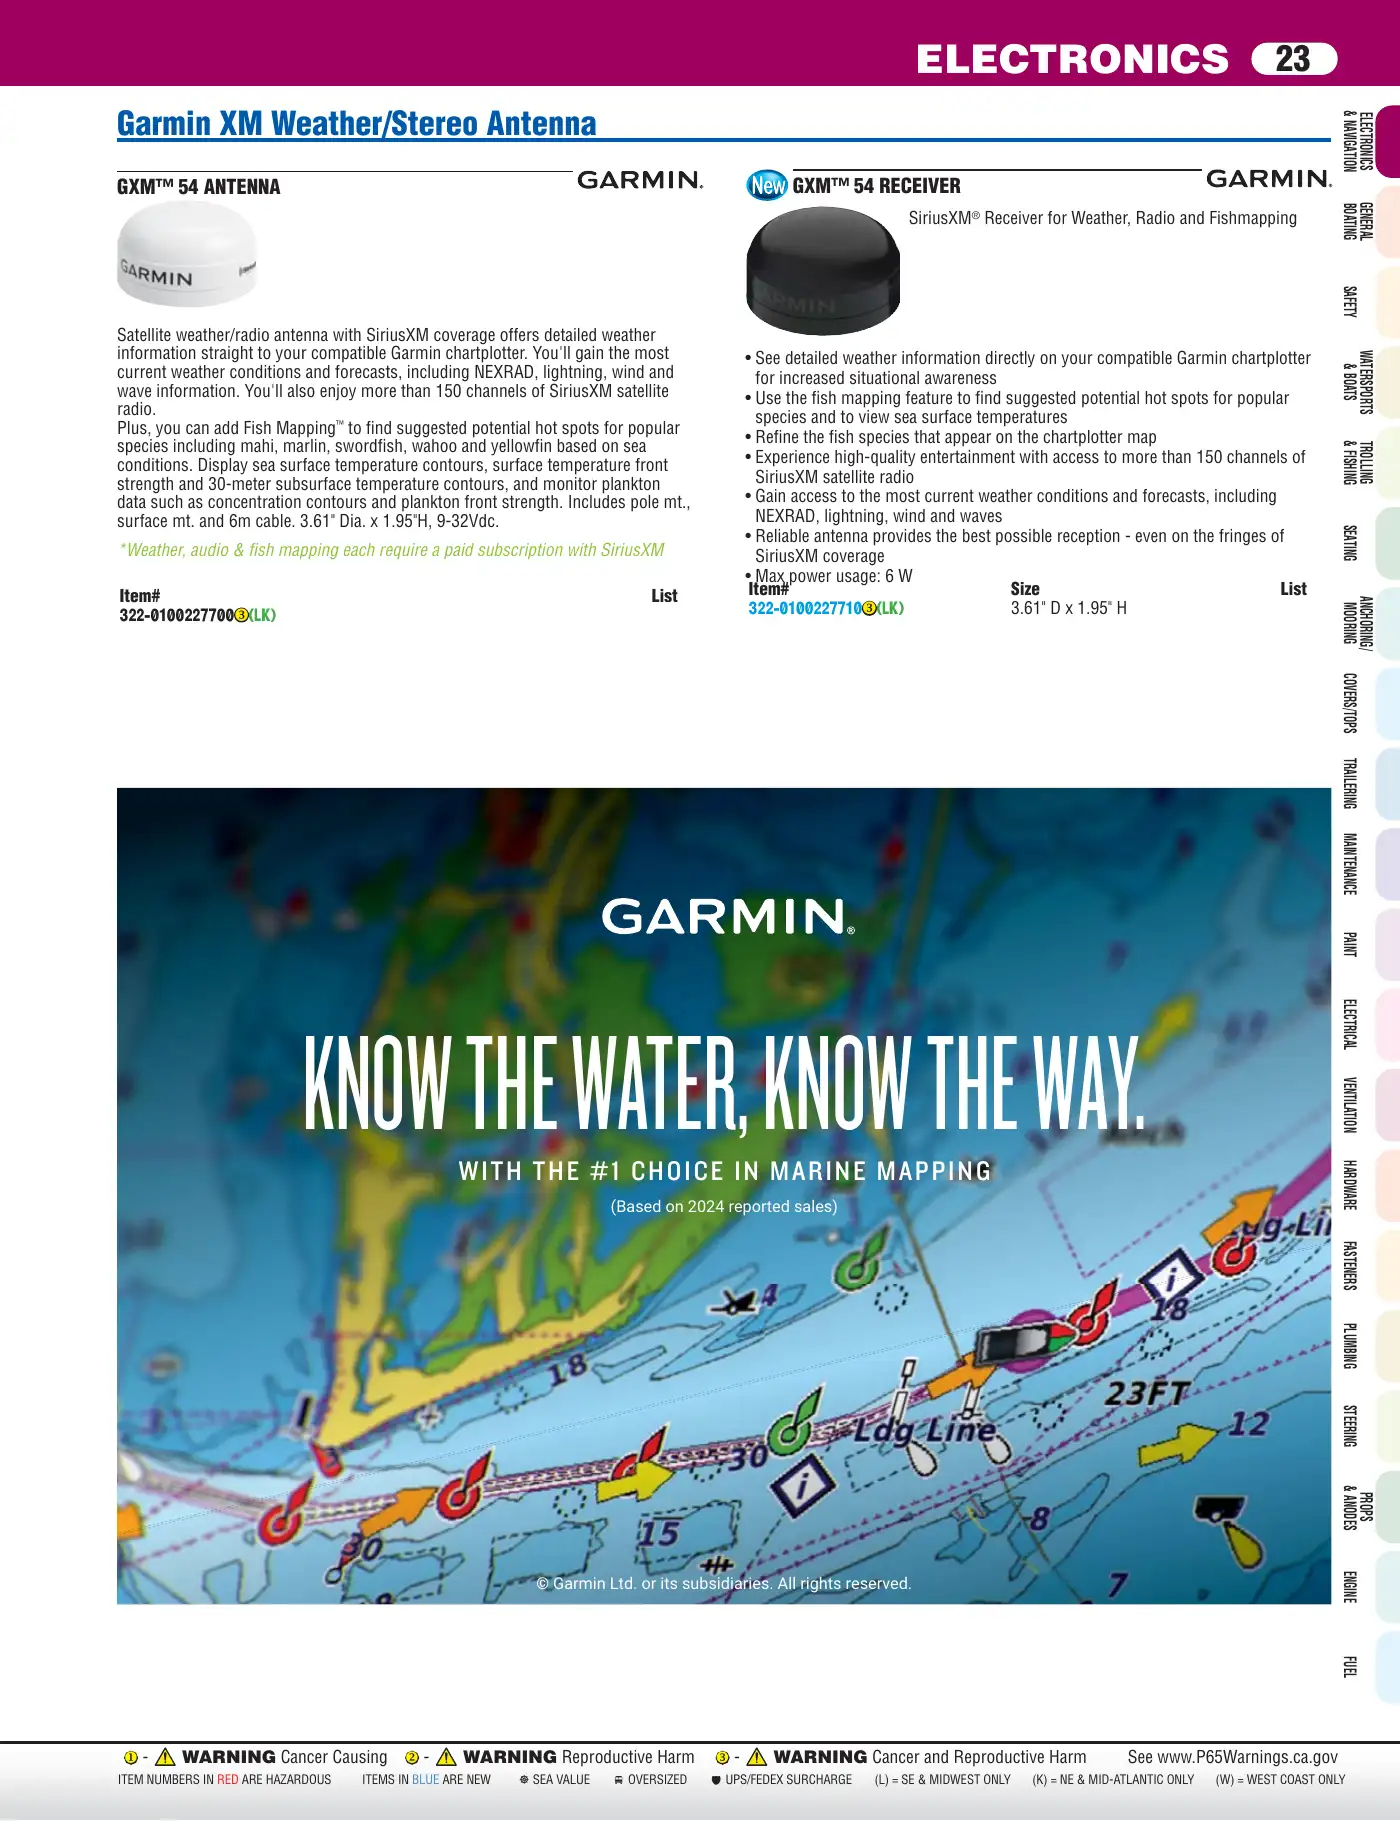 ELECTRONICS 23
Garmin XM Weather/Stereo Antenna
GXM™ 54 ANTENNA
GARMIN.
GARMIN
Satellite weather/radio antenna with SiriusXM coverage offers detailed weather
information straight to your compatible Garmin chartplotter. You'll gain the most
current weather conditions and forecasts, including NEXRAD, lightning, wind and
wave information. You'll also enjoy more than 150 channels of SiriusXM satellite
radio.
Plus, you can add Fish Mapping™ to find suggested potential hot spots for popular
species including mahi, marlin, swordfish, wahoo and yellowfin based on sea
conditions. Display sea surface temperature contours, surface temperature front
strength and 30-meter subsurface temperature contours, and monitor plankton
data such as concentration contours and plankton front strength. Includes pole mt.,
surface mt. and 6m cable. 3.61" Dia. x 1.95"H, 9-32Vdc.
*Weather, audio & fish mapping each require a paid subscription with SiriusXM
Item# List
322-0100227700③(LK)
New GXM™ 54 RECEIVER
GARMIN®
SiriusXM® Receiver for Weather, Radio and Fishmapping
GARMIN
• See detailed weather information directly on your compatible Garmin chartplotter
for increased situational awareness
• Use the fish mapping feature to find suggested potential hot spots for popular
species and to view sea surface temperatures
• Refine the fish species that appear on the chartplotter map
• Experience high-quality entertainment with access to more than 150 channels of
SiriusXM satellite radio
• Gain access to the most current weather conditions and forecasts, including
NEXRAD, lightning, wind and waves
• Reliable antenna provides the best possible reception - even on the fringes of
SiriusXM coverage
• Max power usage: 6 W
Item# Size List
322-0100227710③(LK) 3.61" D x 1.95" H
GARMIN®
KNOW THE WATER, KNOW THE WAY.
WITH THE #1 CHOICE IN MARINE MAPPING
(Based on 2024 reported sales)
Ldg Li
4
18
18
23FT
12
Ldg Line
30
15
8
30
7
© Garmin Ltd. or its subsidiaries. All rights reserved.
ELECTRONICS
& NAVIGATION
GENERAL
BOATING
SAFETY
WATERSPORTS
& BOATS
TROLLING
& FISHING
SEATING
ANCHORING/
MOORING
COVERS/TOPS
TRAILERING
MAINTENANCE
PAINT
ELECTRICAL
VENTILATION
HARDWARE
FASTENERS
PLUMBING
STEERING
PROPS
& ANODES
ENGINE
FUEL
① - WARNING Cancer Causing ② - WARNING Reproductive Harm ③ - WARNING Cancer and Reproductive Harm See www.P65Warnings.ca.gov
ITEM NUMBERS IN RED ARE HAZARDOUS ITEMS IN BLUE ARE NEW SEA VALUE OVERSIZED UPS/FEDEX SURCHARGE (L) = SE & MIDWEST ONLY (K) = NE & MID-ATLANTIC ONLY (W) = WEST COAST ONLY